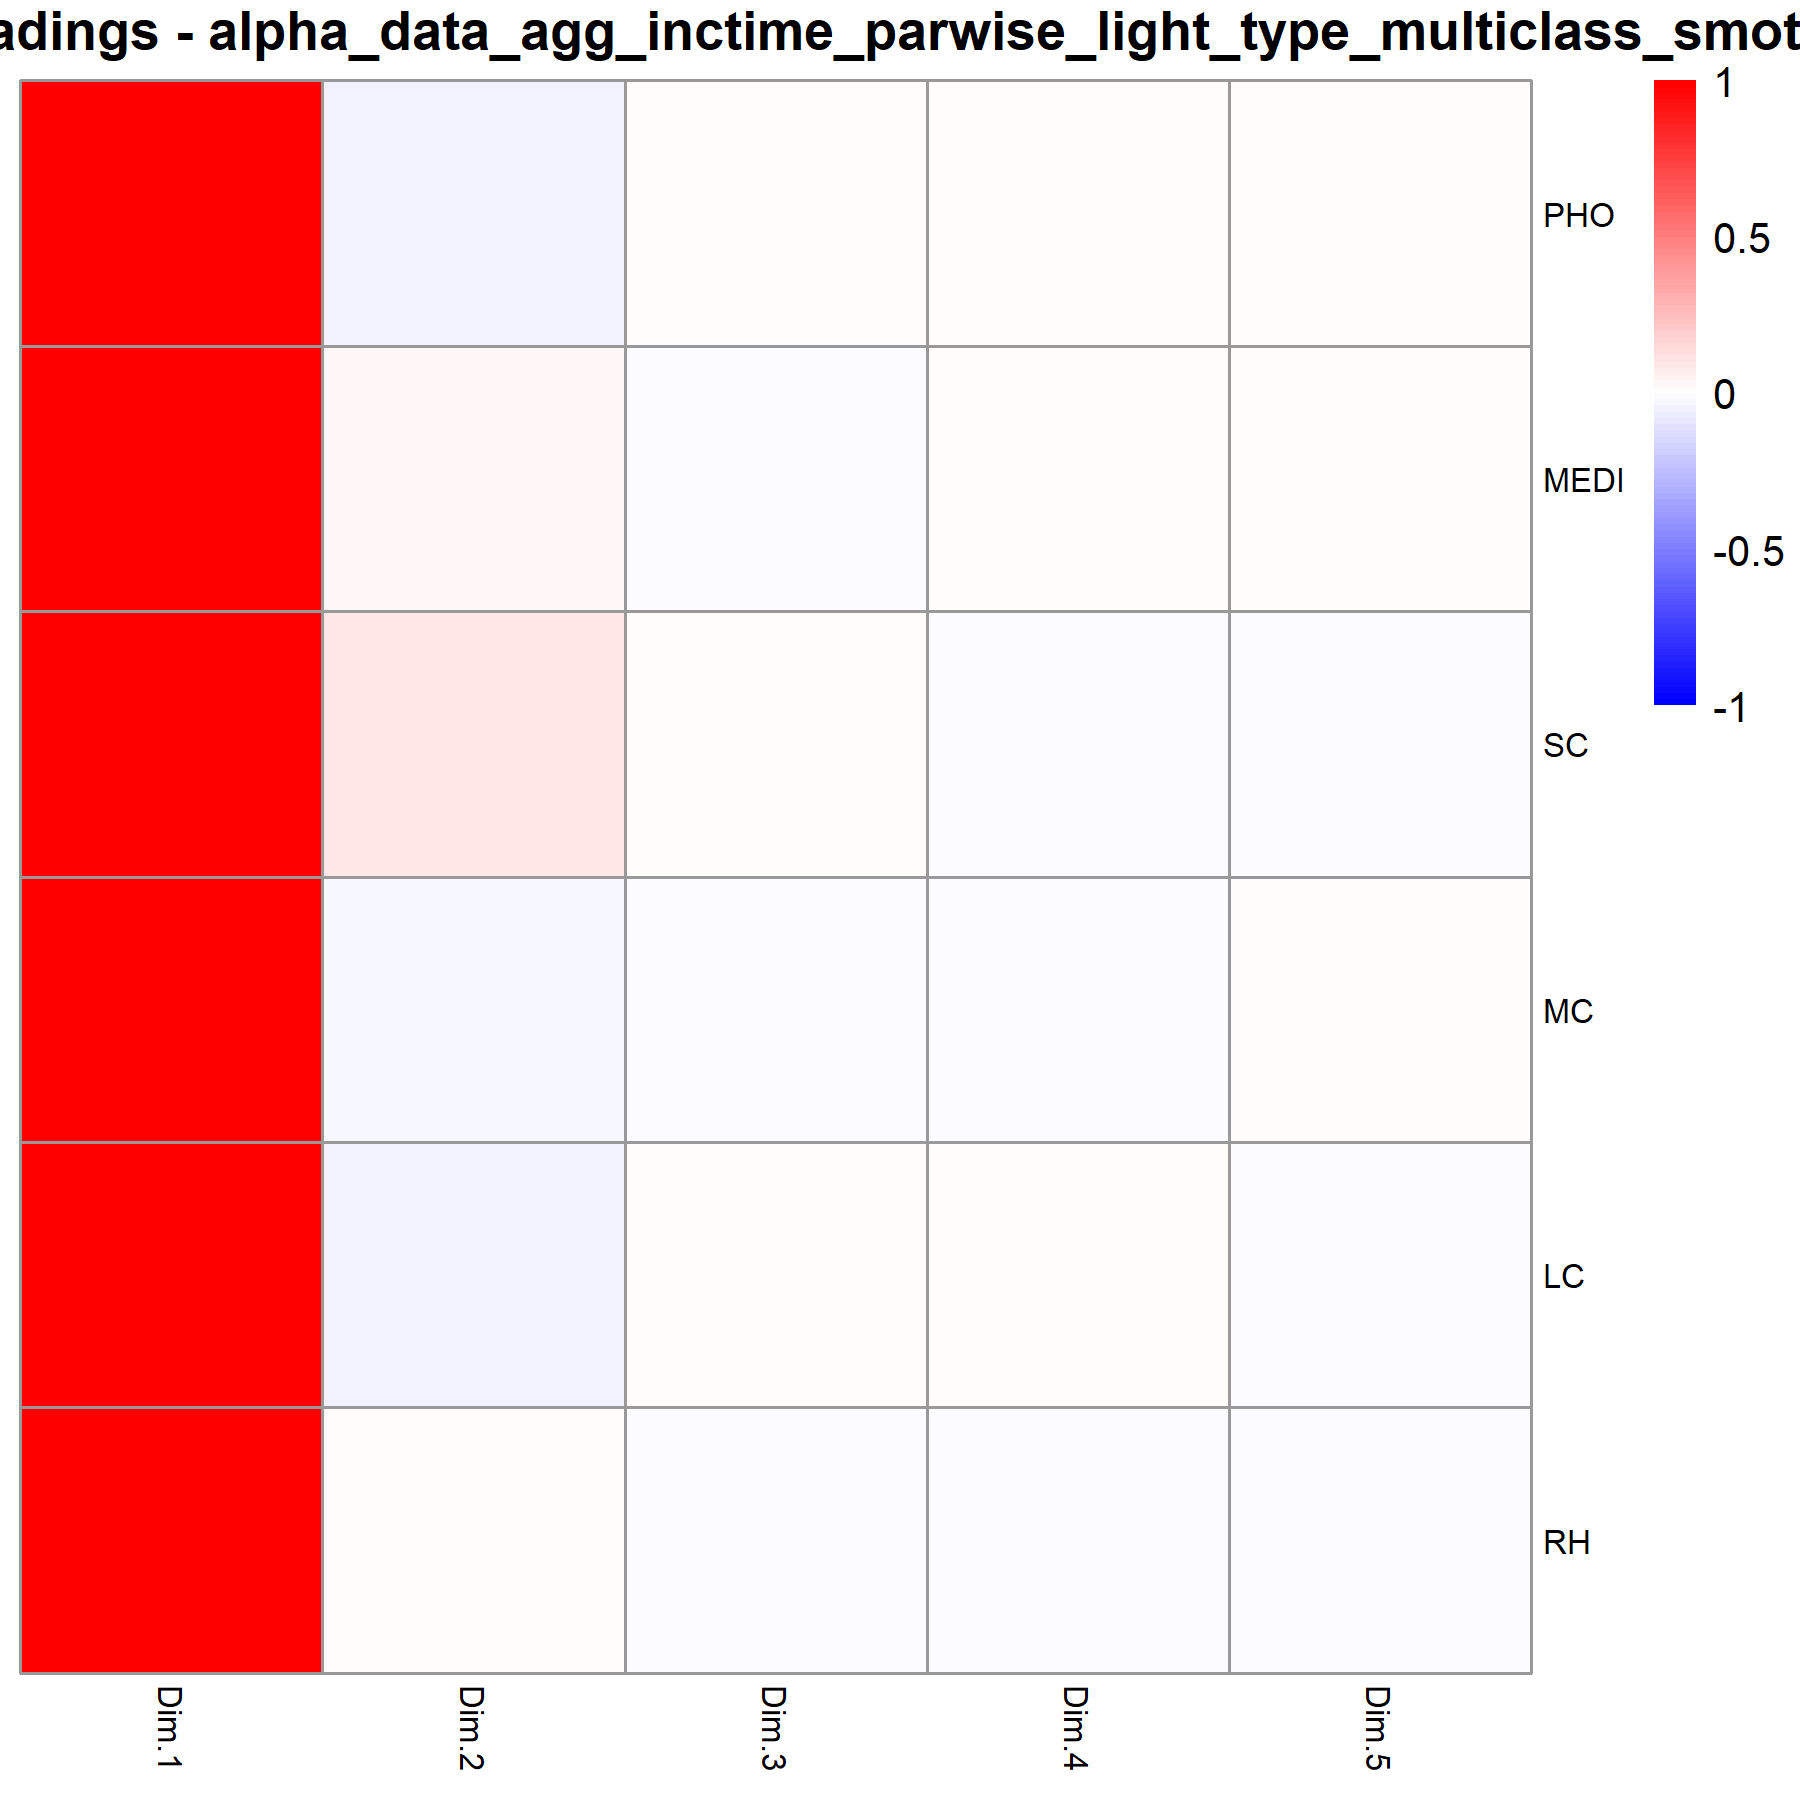 adings - alpha_data_agg_inctime_parwise_light_type_multiclass_smot
1
0.5
0
-0.5
-1
PHO
MEDI
SC
MC
LC
RH
Dim.1
Dim.2
Dim.3
Dim.4
Dim.5